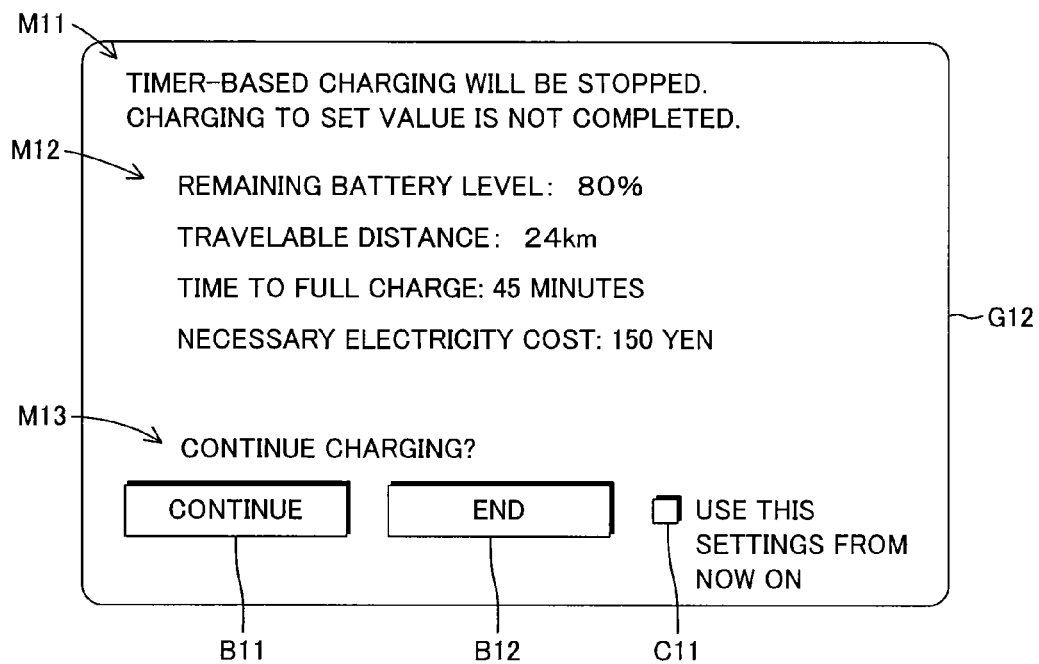 M11
TIMER-BASED CHARGING WILL BE STOPPED.
CHARGING TO SET VALUE IS NOT COMPLETED.
M12
REMAINING BATTERY LEVEL: 80%
TRAVELABLE DISTANCE: 24km
TIME TO FULL CHARGE: 45 MINUTES
G12
NECESSARY ELECTRICITY COST: 150 YEN
M13
CONTINUE CHARGING?
CONTINUE
END
USE THIS
SETTINGS FROM
NOW ON
B11
B12
C11